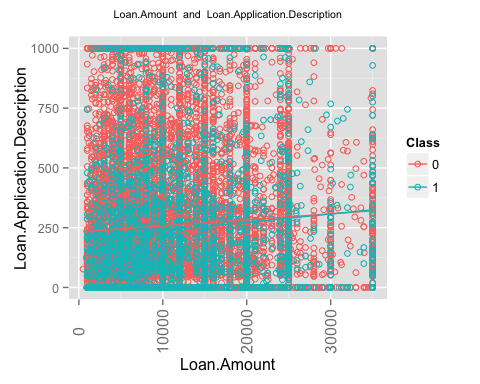 Loan.Amount and Loan.Application.Description
1000
750
500
250
0
Loan.Application.Description
0
10000
20000
30000
Loan.Amount
Class
0
1